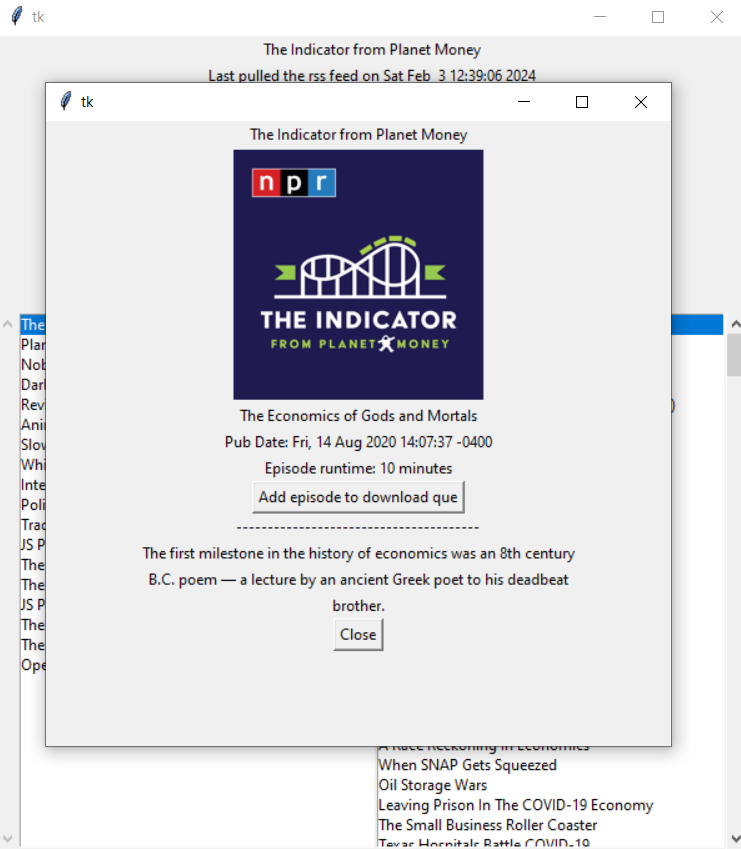 tk
The Indicator from Planet Money
Last pulled the rss feed on Sat Feb 3 12:39:06 2024
tk
The Indicator from Planet Money
npr
THE INDICATOR
FROM PLANET MONEY
The Economics of Gods and Mortals
Pub Date: Fri, 14 Aug 2020 14:07:37 -0400
Episode runtime: 10 minutes
Add episode to download que
---------------------------------------
The first milestone in the history of economics was an 8th century
B.C. poem — a lecture by an ancient Greek poet to his deadbeat
brother.
Close
The
Plan
Nob
Dark
Rev
)
Anim
Slow
Whi
Inte
Poli
Trac
JS P
The
The
JS P
The
The
Ope
A Race Reckoning In Economics
When SNAP Gets Squeezed
Oil Storage Wars
Leaving Prison In The COVID-19 Economy
The Small Business Roller Coaster
Texas Hospitals Battle COVID-19